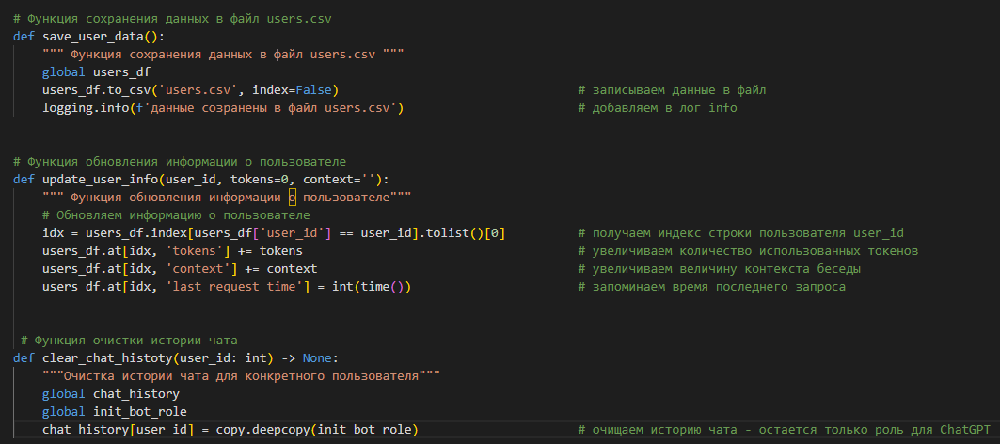 # Функция сохранения данных в файл users.csv
def save_user_data():
    """ Функция сохранения данных в файл users.csv """
    global users_df
    users_df.to_csv('users.csv', index=False)    # записываем данные в файл
    logging.info(f'данные созранены в файл users.csv')    # добавляем в лог info
# Функция обновления информации о пользователе
def update_user_info(user_id, tokens=0, context=''):
    """ Функция обновления информации о пользователе"""
    # Обновляем информацию о пользователе
    idx = users_df.index[users_df['user_id'] == user_id].tolist()[0]    # получаем индекс строки пользователя user_id
    users_df.at[idx, 'tokens'] += tokens    # увеличиваем количество использованных токенов
    users_df.at[idx, 'context'] += context    # увеличиваем величину контекста беседы
    users_df.at[idx, 'last_request_time'] = int(time())    # запоминаем время последнего запроса
 # Функция очистки истории чата
def clear_chat_histoty(user_id: int) -> None:
    """Очистка истории чата для конкретного пользователя"""
    global chat_history
    global init_bot_role
    chat_history[user_id] = copy.deepcopy(init_bot_role)    # очищаем историю чата - остается только роль для ChatGPT